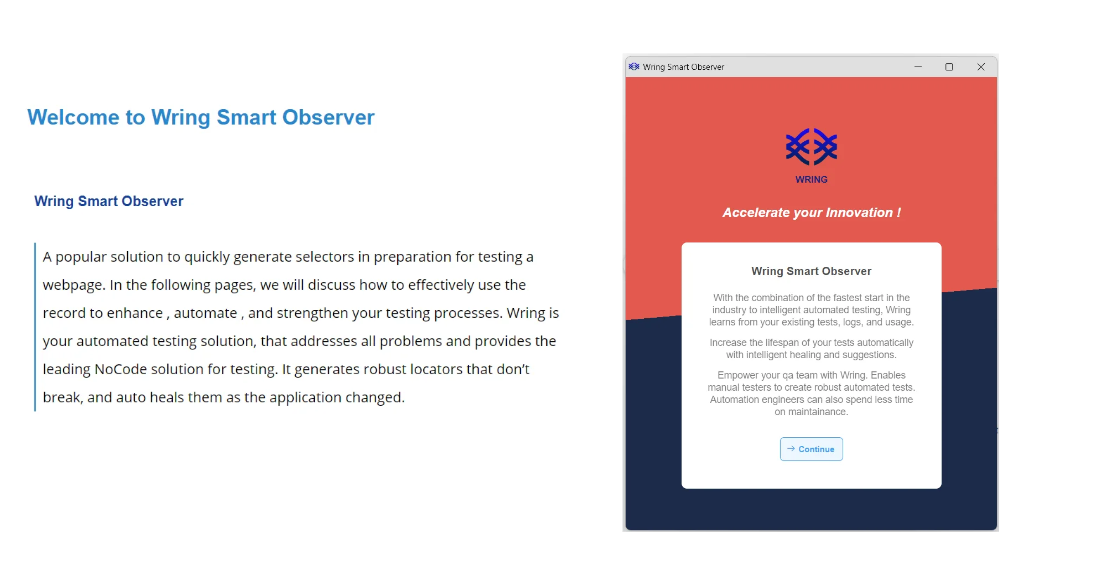 Welcome to Wring Smart Observer
Wring Smart Observer
A popular solution to quickly generate selectors in preparation for testing a
webpage. In the following pages, we will discuss how to effectively use the
record to enhance , automate , and strengthen your testing processes. Wring is
your automated testing solution, that addresses all problems and provides the
leading NoCode solution for testing. It generates robust locators that don’t
break, and auto heals them as the application changed.
Wring Smart Observer
WRING
Accelerate your Innovation !
Wring Smart Observer
With the combination of the fastest start in the
industry to intelligent automated testing, Wring
learns from your existing tests, logs, and usage.
Increase the lifespan of your tests automatically
with intelligent healing and suggestions.
Empower your qa team with Wring. Enables
manual testers to create robust automated tests.
Automation engineers can also spend less time
on maintainance.
Continue